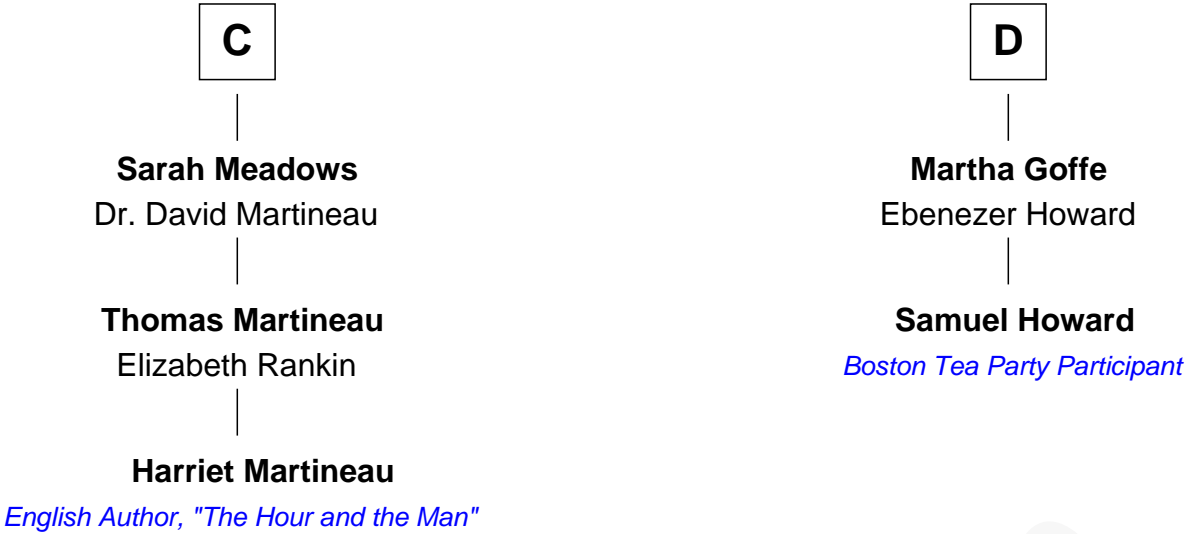 C
Sarah Meadows
Dr. David Martineau
Thomas Martineau
Elizabeth Rankin
Harriet Martineau
English Author, "The Hour and the Man"
D
Martha Goffe
Ebenezer Howard
Samuel Howard
Boston Tea Party Participant